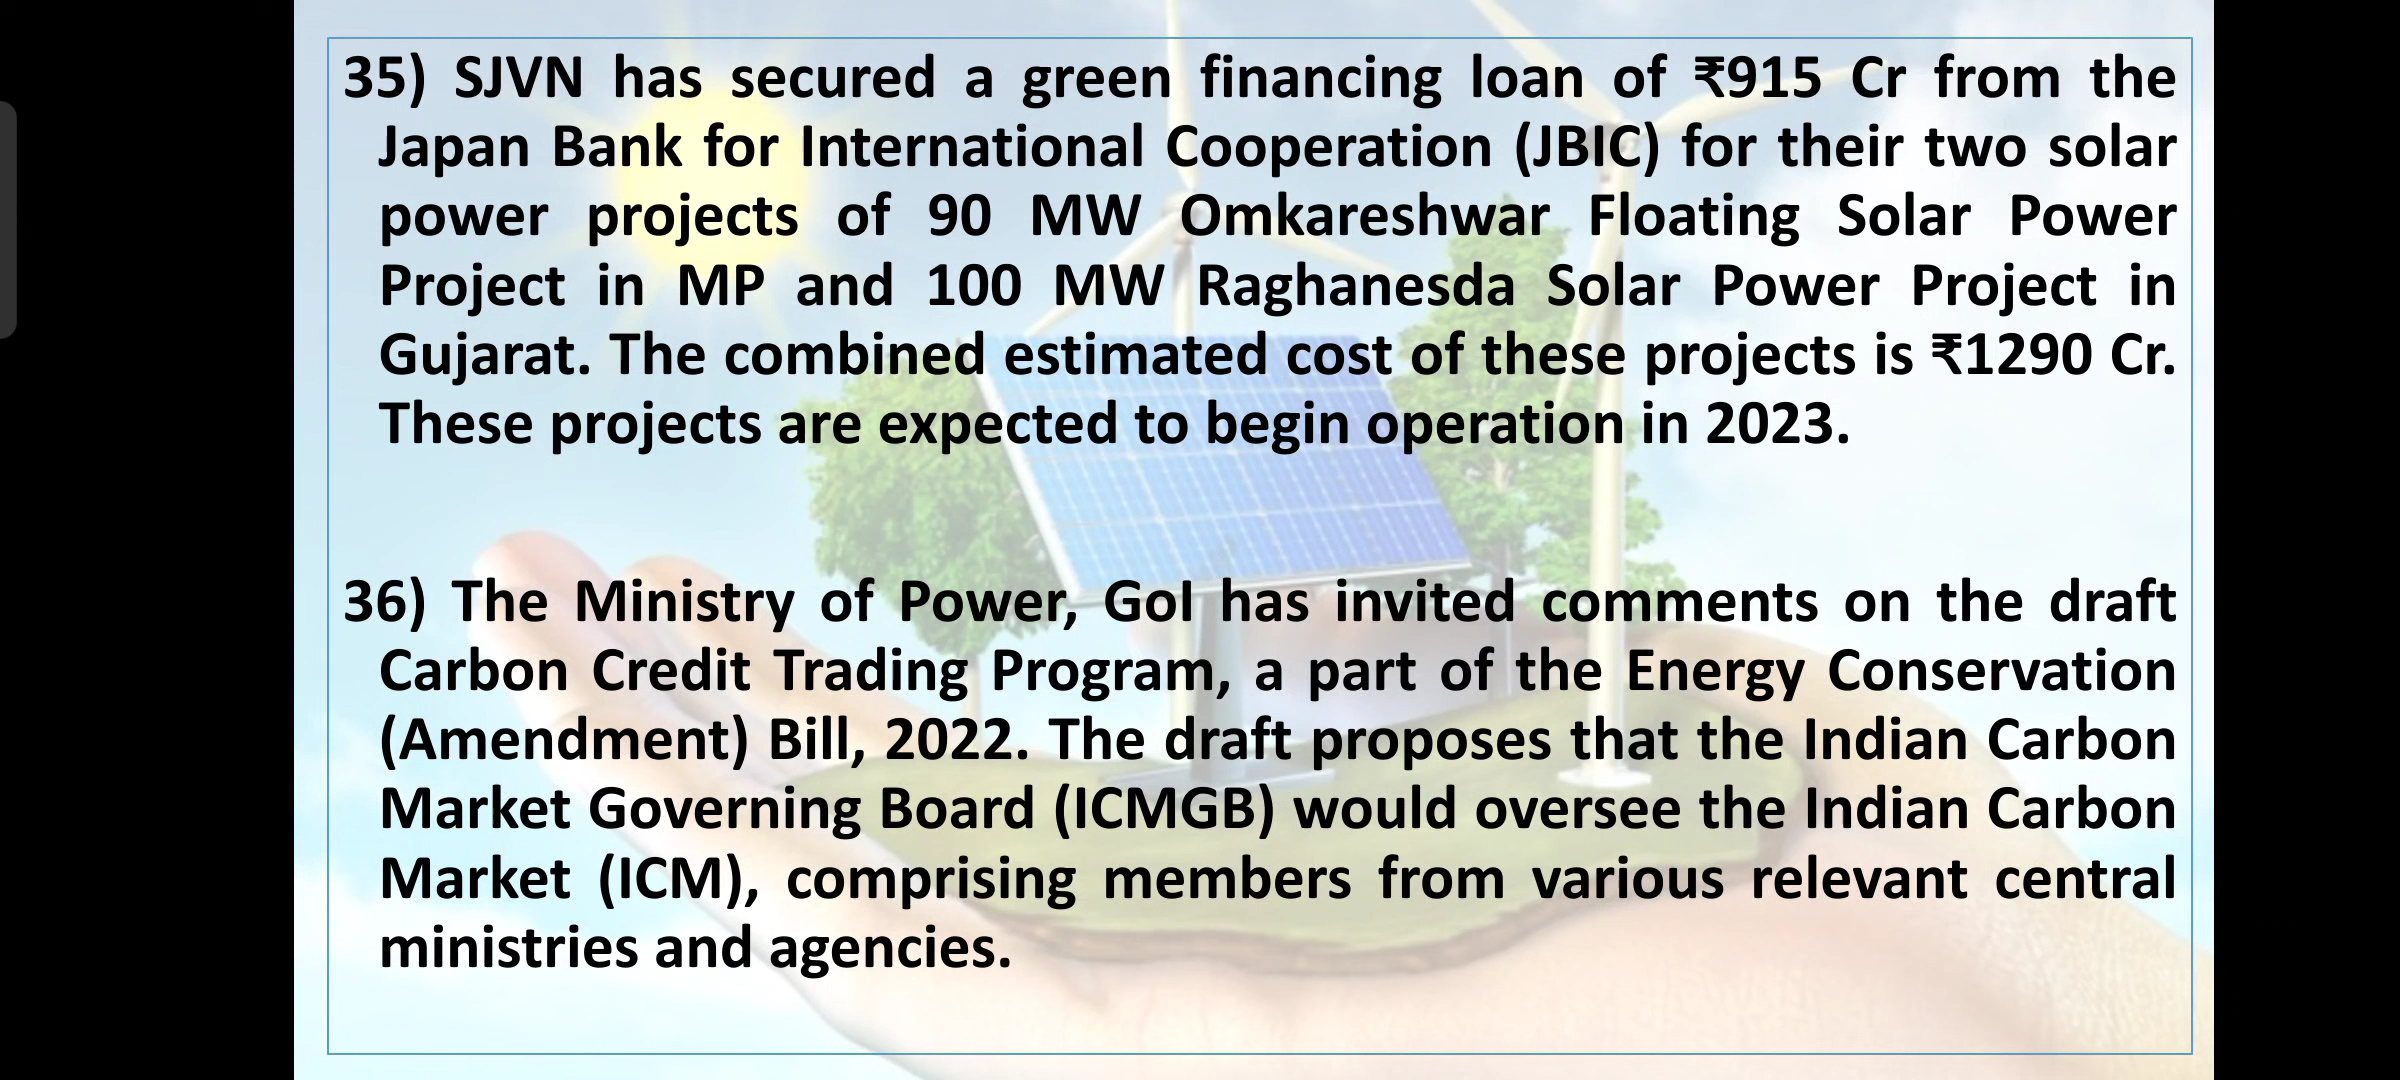 35) SJVN has secured a green financing loan of ₹915 Cr from the
Japan Bank for International Cooperation (JBIC) for their two solar
power projects of 90 MW Omkareshwar Floating Solar Power
Project in MP and 100 MW Raghanesda Solar Power Project in
Gujarat. The combined estimated cost of these projects is ₹1290 Cr.
These projects are expected to begin operation in 2023.
36) The Ministry of Power, GoI has invited comments on the draft
Carbon Credit Trading Program, a part of the Energy Conservation
(Amendment) Bill, 2022. The draft proposes that the Indian Carbon
Market Governing Board (ICMGB) would oversee the Indian Carbon
Market (ICM), comprising members from various relevant central
ministries and agencies.